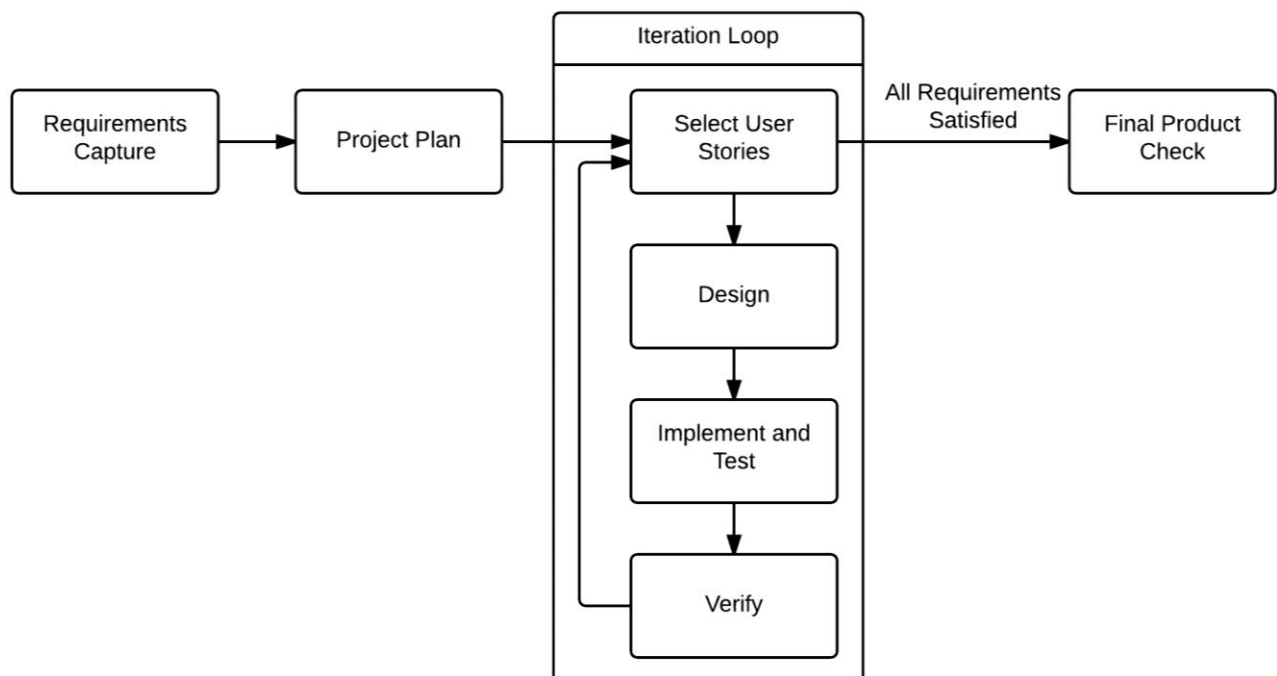 Iteration Loop
Requirements
Capture
Project Plan
Select User
Stories
All Requirements
Satisfied
Final Product
Check
Design
Implement and
Test
Verify